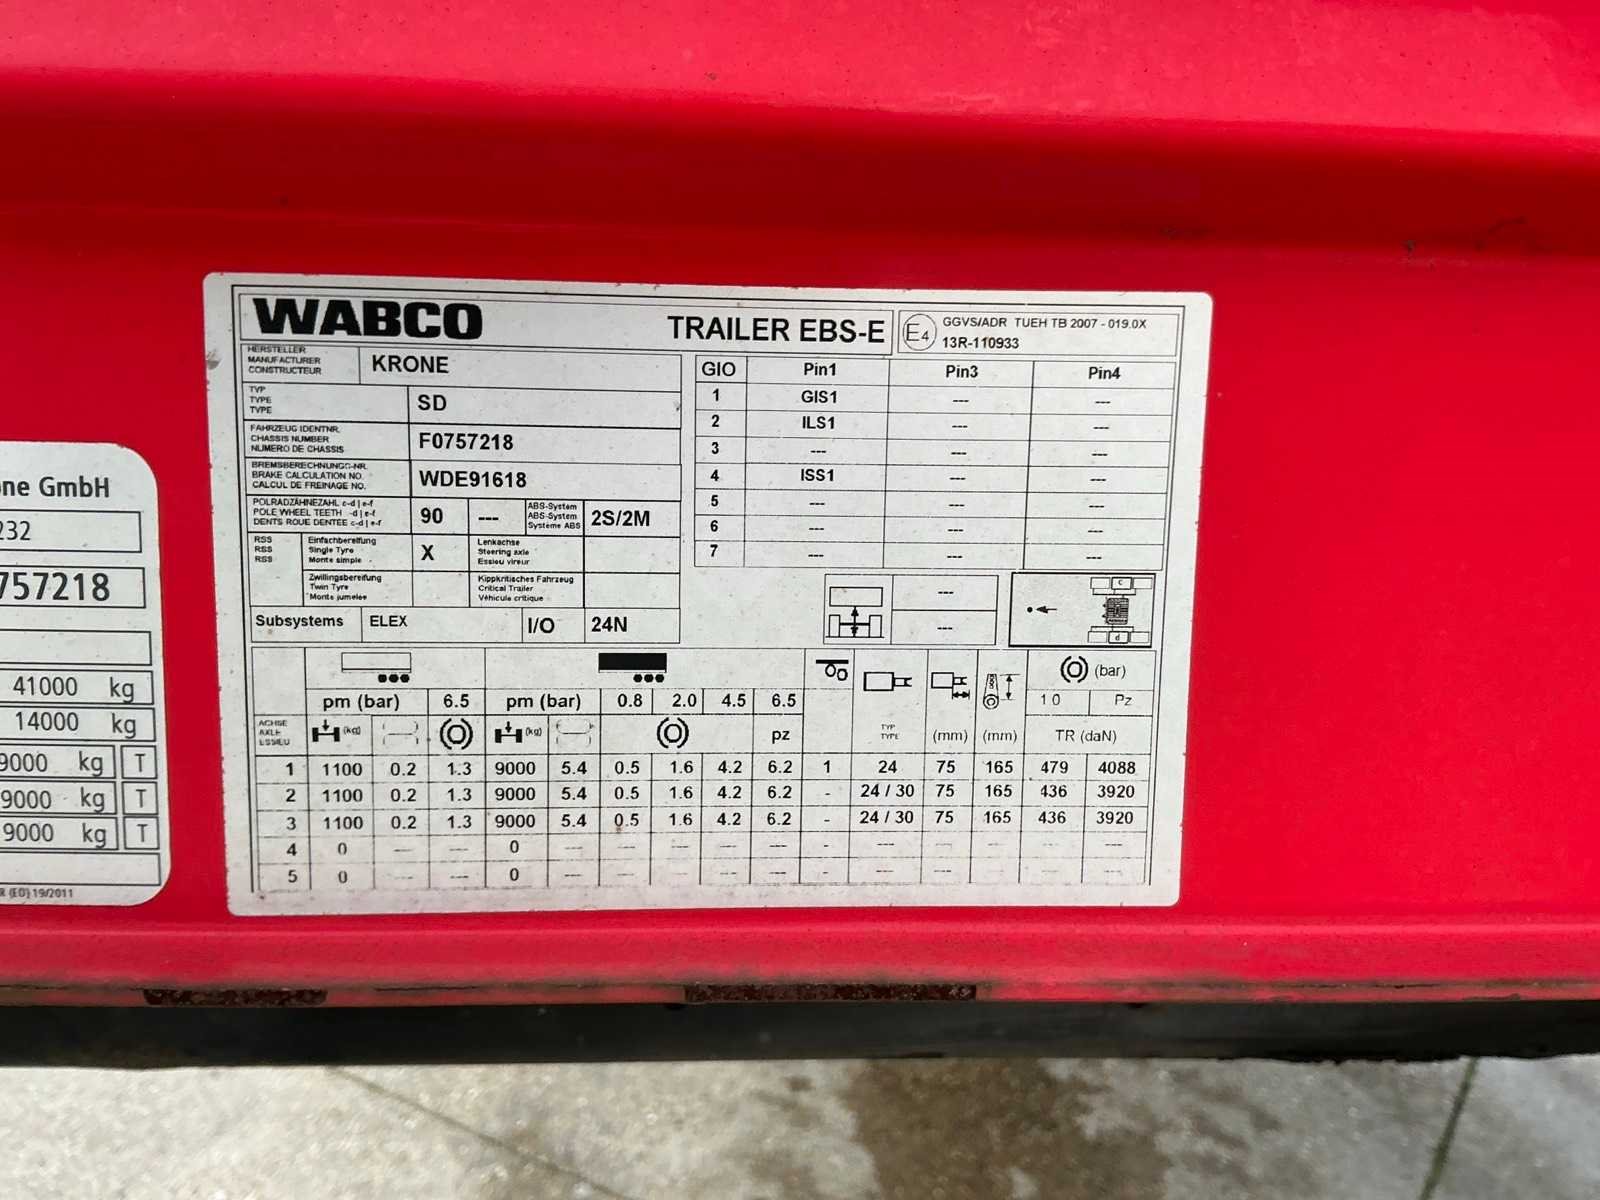 WABCO
TRAILER EBS-E
E4
GGVS/ADR TUEH TB 2007 - 019.0X
13R-110933
HERSTELLER
MANUFACTURER
CONSTRUCTEUR
KRONE
TYP
TYPE
TYPE
SD
FAHRZEUG IDENTNR.
CHASSIS NUMBER
NUMERO DE CHASSIS
F0757218
BREMSBERECHNUNGS-NR.
BRAKE CALCULATION NO.
CALCUL DE FREINAGE NO.
WDE91618
POLRADZÄHNEZAHL c-d | e-f
POLE WHEEL TEETH -d | e-f
DENTS ROUE DENTEE c-d | e-f
90 ---
ABS-System
ABS-System
Systeme ABS
2S/2M
RSS
RSS
RSS
Einfachbereifung
Single Tyre
Monte simple
X
Lenkachse
Steering axle
Essieu vireur
Zwillingsbereifung
Twin Tyre
Monte jumelee
Kippkritisches Fahrzeug
Critical Trailer
Véhicule critique
Subsystems ELEX I/O 24N
GIO Pin1 Pin3 Pin4
1 GIS1 --- ---
2 ILS1 --- ---
3 --- --- ---
4 ISS1 --- ---
5 --- --- ---
6 --- --- ---
7 --- --- ---
---
---
c
d
pm (bar) 6.5 pm (bar) 0.8 2.0 4.5 6.5
(bar)
10 Pz
ACHSE
AXLE
ESSIEU
(kg) (kg) pz
TYP
TYPE
(mm) (mm) TR (daN)
1 1100 0.2 1.3 9000 5.4 0.5 1.6 4.2 6.2 1 24 75 165 479 4088
2 1100 0.2 1.3 9000 5.4 0.5 1.6 4.2 6.2 - 24 / 30 75 165 436 3920
3 1100 0.2 1.3 9000 5.4 0.5 1.6 4.2 6.2 - 24 / 30 75 165 436 3920
4 0 --- --- 0 --- --- --- --- --- - --- --- --- --- ---
5 0 --- --- 0 --- --- --- --- --- - --- --- --- --- ---
ne GmbH
232
757218
41000 kg
14000 kg
9000 kg T
9000 kg T
9000 kg T
19/2011